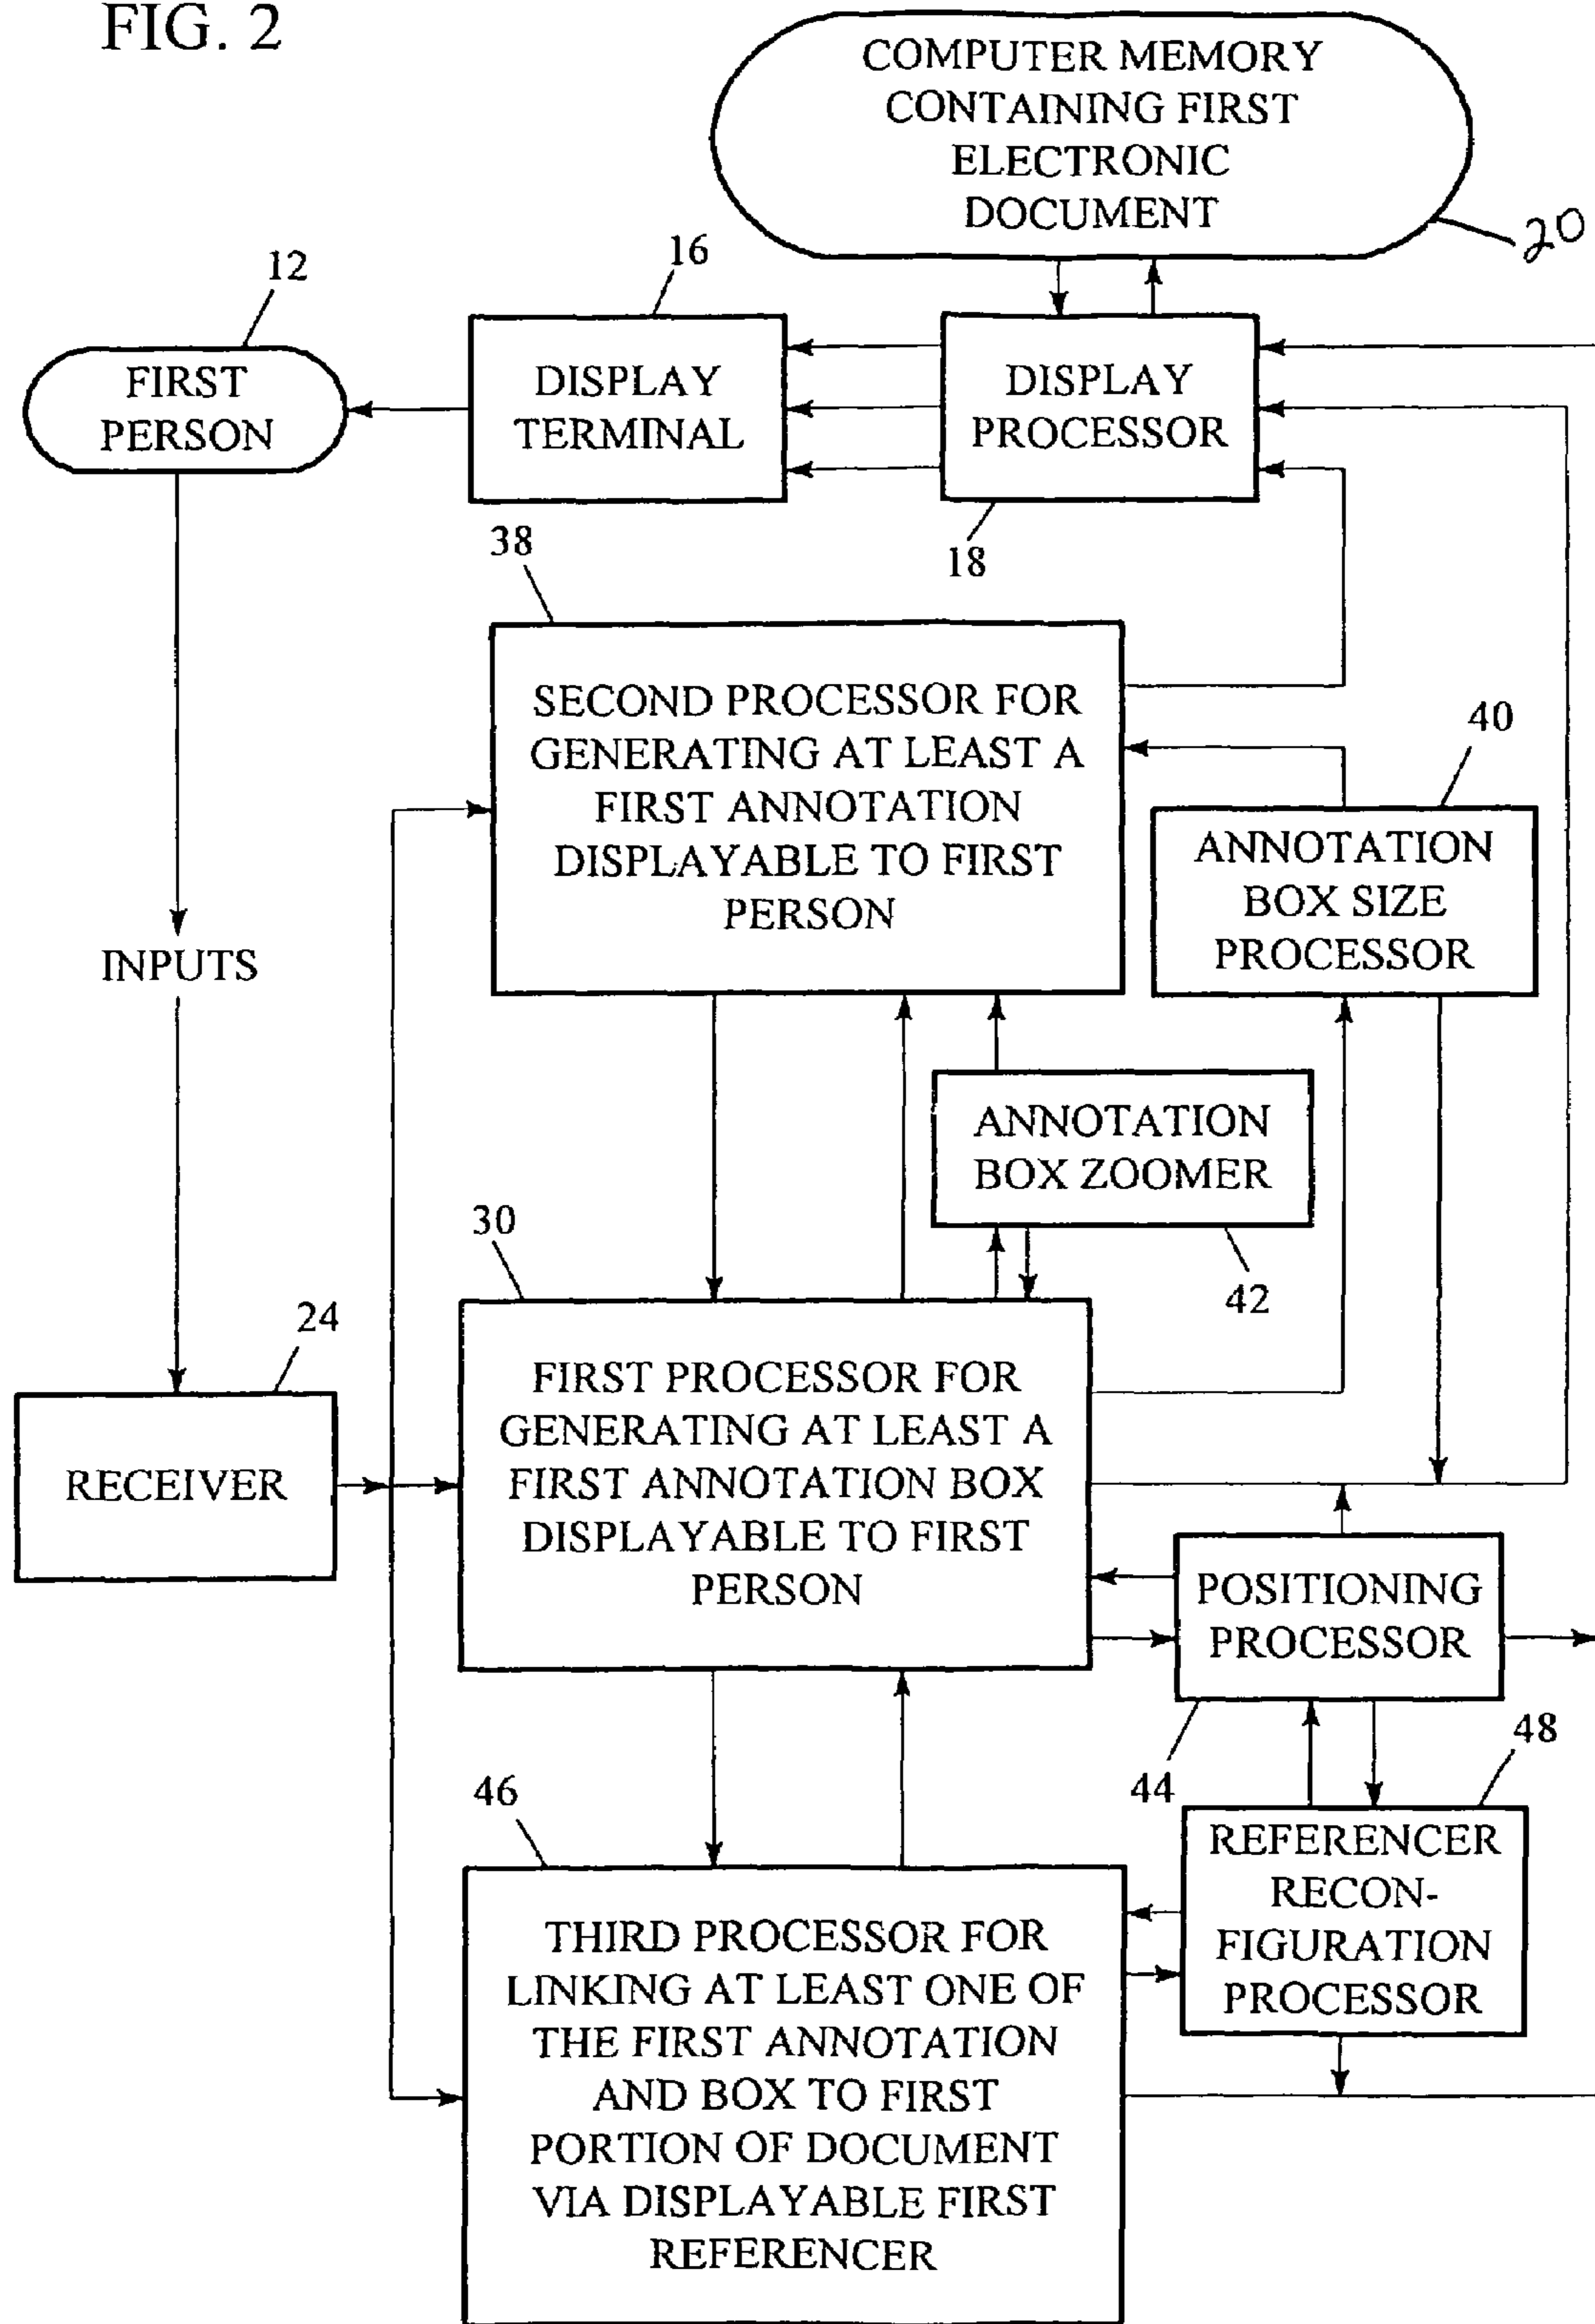 FIG. 2
COMPUTER MEMORY
CONTAINING FIRST
ELECTRONIC
DOCUMENT
20
12
16
FIRST
PERSON
DISPLAY
TERMINAL
DISPLAY
PROCESSOR
18
38
SECOND PROCESSOR FOR
GENERATING AT LEAST A
FIRST ANNOTATION
DISPLAYABLE TO FIRST
PERSON
40
ANNOTATION
BOX SIZE
PROCESSOR
INPUTS
ANNOTATION
BOX ZOOMER
42
30
24
RECEIVER
FIRST PROCESSOR FOR
GENERATING AT LEAST A
FIRST ANNOTATION BOX
DISPLAYABLE TO FIRST
PERSON
POSITIONING
PROCESSOR
44
48
46
REFERENCER
RECON-
FIGURATION
PROCESSOR
THIRD PROCESSOR FOR
LINKING AT LEAST ONE OF
THE FIRST ANNOTATION
AND BOX TO FIRST
PORTION OF DOCUMENT
VIA DISPLAYABLE FIRST
REFERENCER